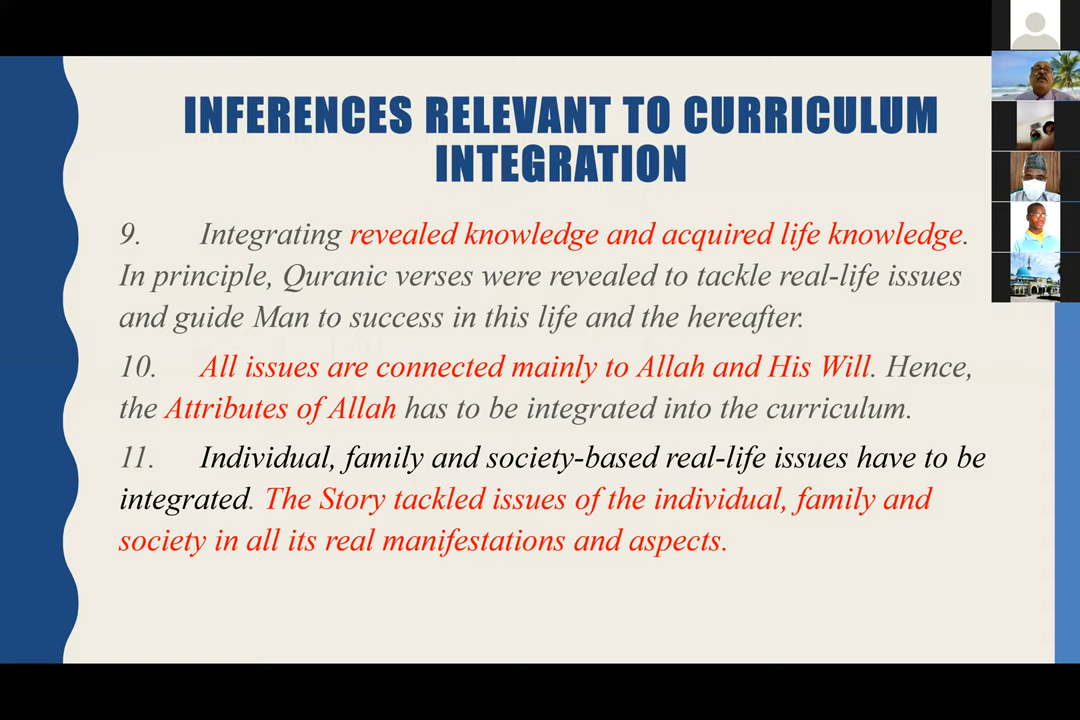 INFERENCES RELEVANT TO CURRICULUM
INTEGRATION
9. Integrating revealed knowledge and acquired life knowledge.
In principle, Quranic verses were revealed to tackle real-life issues
and guide Man to success in this life and the hereafter.
10. All issues are connected mainly to Allah and His Will. Hence,
the Attributes of Allah has to be integrated into the curriculum.
11. Individual, family and society-based real-life issues have to be
integrated. The Story tackled issues of the individual, family and
society in all its real manifestations and aspects.